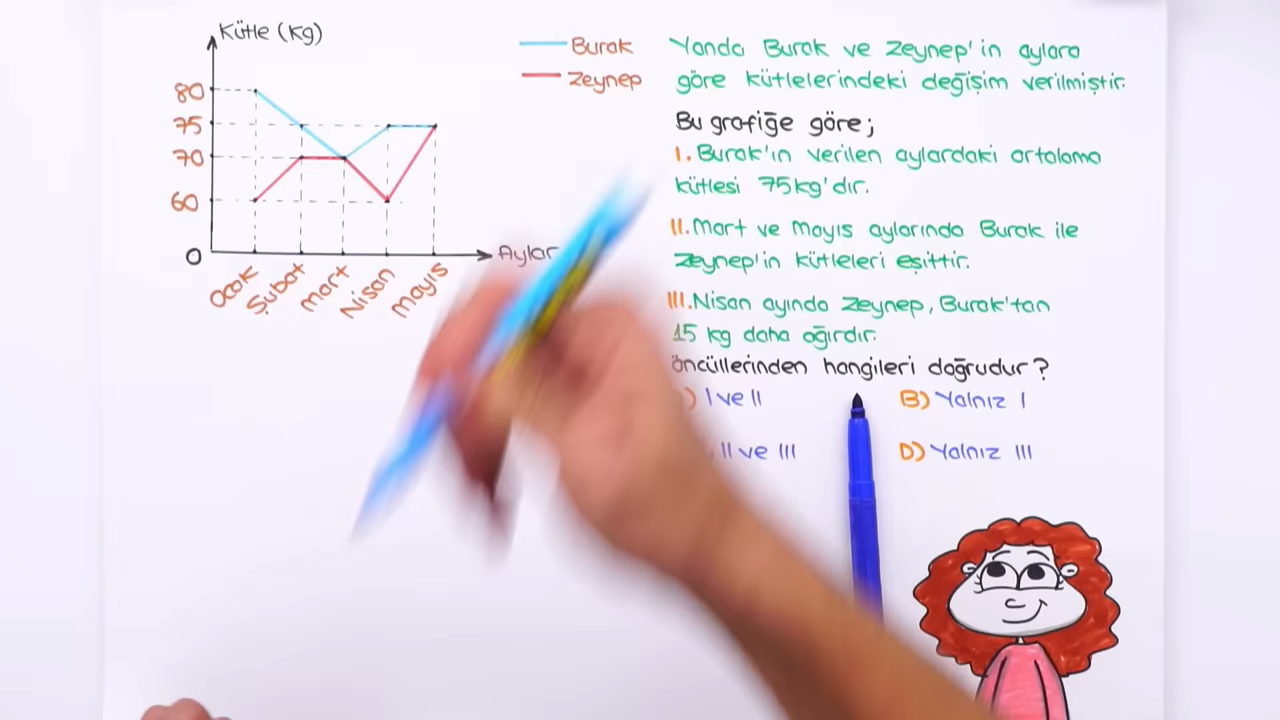 Kütle (Kg)
80
75
70
60
0
Ocak
Şubat
Mart
Nisan
Mayıs
Aylar
Burak
Zeynep
Yanda Burak ve Zeynep'in aylara
göre kütlelerindeki değişim verilmiştir.
Bu grafiğe göre;
I. Burak'ın verilen aylardaki ortalama
kütlesi 75kg'dır.
II. Mart ve Mayıs aylarında Burak ile
Zeynep'in kütleleri eşittir.
III. Nisan ayında Zeynep, Burak'tan
15 kg daha ağırdır.
öncüllerinden hangileri doğrudur?
) I ve II
B) Yalnız I
II ve III
D) Yalnız III